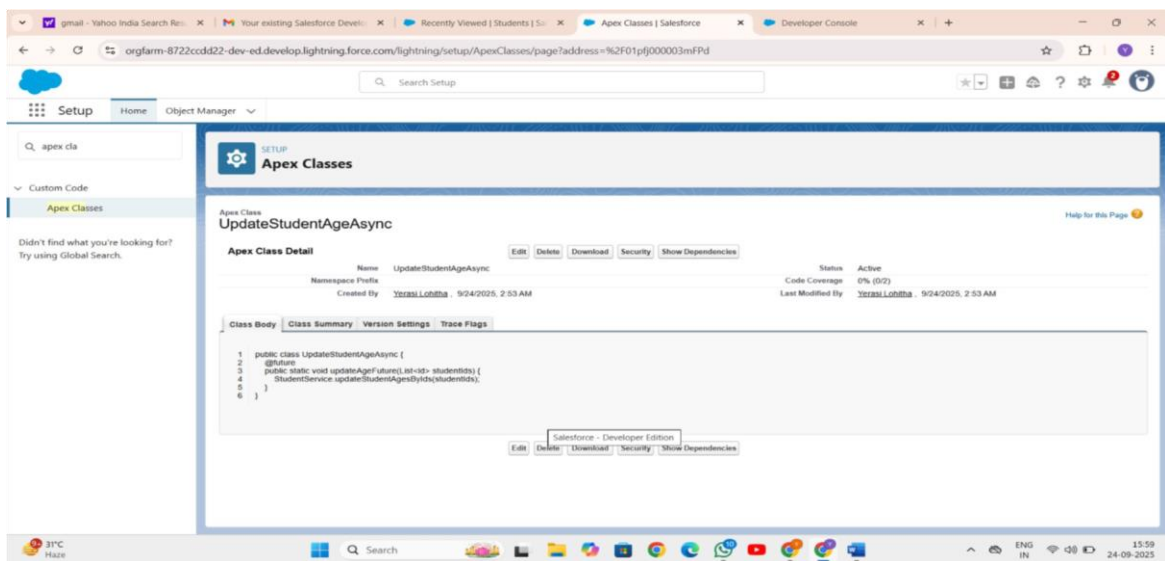 gmail - Yahoo India Search Resu
Your existing Salesforce Develo
Recently Viewed | Students | Sa
Apex Classes | Salesforce
Developer Console
orgfarm-8722ccdd22-dev-ed.develop.lightning.force.com/lightning/setup/ApexClasses/page?address=%2F01pfj000003mFPd
Search Setup
Setup Home Object Manager
apex cla
Custom Code
Apex Classes
Didn't find what you're looking for?
Try using Global Search.
SETUP
Apex Classes
Apex Class
UpdateStudentAgeAsync
Help for this Page
Apex Class Detail Edit Delete Download Security Show Dependencies
Name UpdateStudentAgeAsync Status Active
Namespace Prefix Code Coverage 0% (0/2)
Created By Yerasi Lohitha , 9/24/2025, 2:53 AM Last Modified By Yerasi Lohitha , 9/24/2025, 2:53 AM
Class Body Class Summary Version Settings Trace Flags
1 public class UpdateStudentAgeAsync {
2 @future
3 public static void updateAgeFuture(List<Id> studentIds) {
4 StudentService.updateStudentAgesByIds(studentIds);
5 }
6 }
Salesforce - Developer Edition
Edit Delete Download Security Show Dependencies
31°C
Haze
Search
ENG
IN
15:59
24-09-2025